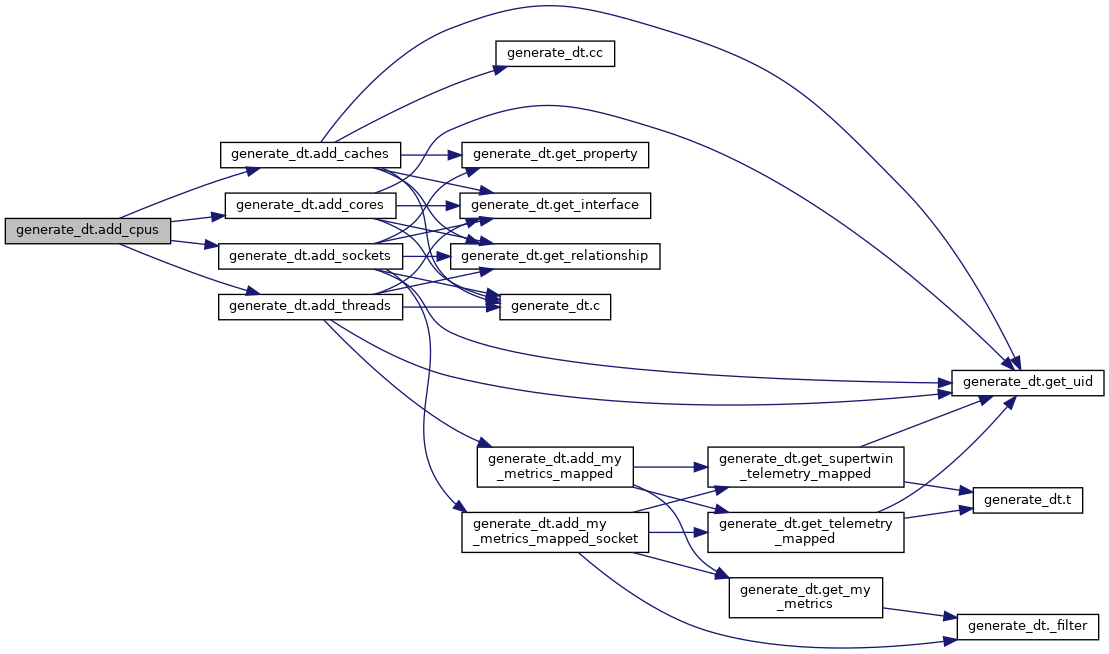 generate_dt.add_cpus
generate_dt.add_caches
generate_dt.add_cores
generate_dt.add_sockets
generate_dt.add_threads
generate_dt.cc
generate_dt.get_property
generate_dt.get_interface
generate_dt.get_relationship
generate_dt.c
generate_dt.add_my
_metrics_mapped
generate_dt.add_my
_metrics_mapped_socket
generate_dt.get_supertwin
_telemetry_mapped
generate_dt.get_telemetry
_mapped
generate_dt.get_my
_metrics
generate_dt.get_uid
generate_dt.t
generate_dt._filter